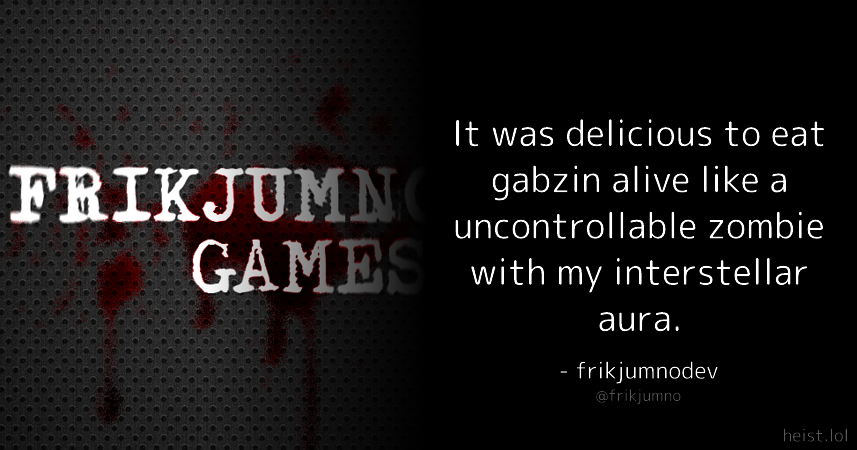 FRIKJUMNO
GAMES
It was delicious to eat
gabzin alive like a
uncontrollable zombie
with my interstellar
aura.
- frikjumnodev
@frikjumno
heist.lol